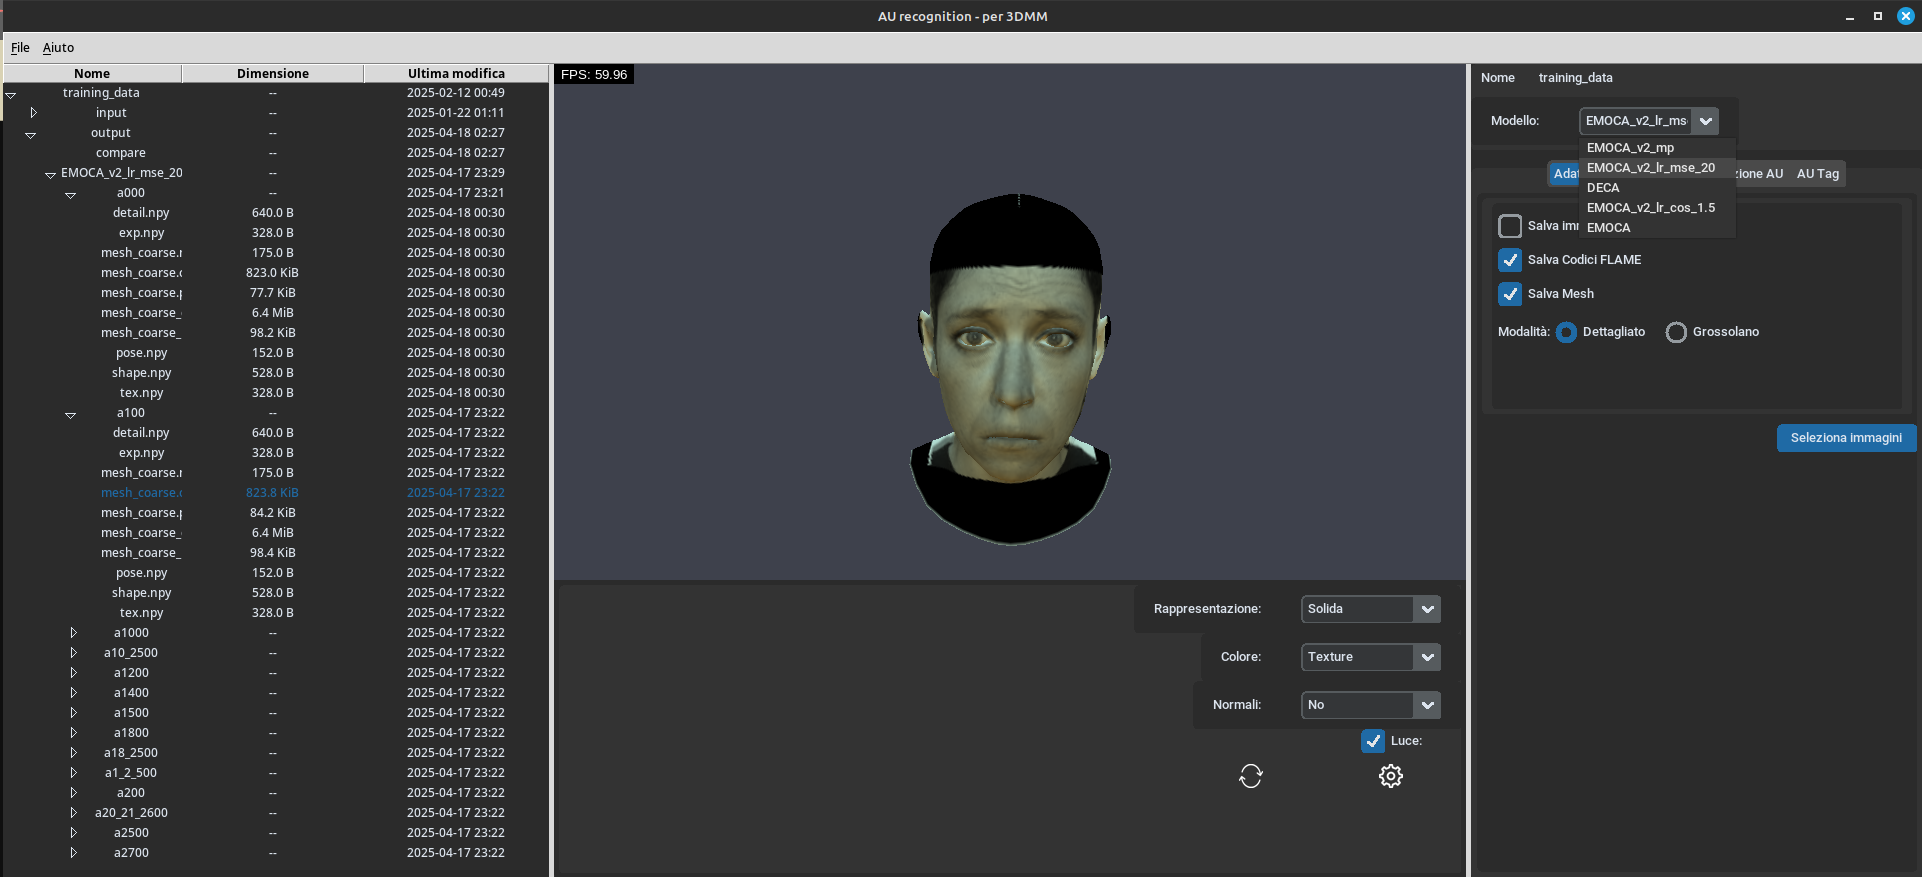 AU recognition - per 3DMM
File Aiuto
Nome Dimensione Ultima modifica
training_data -- 2025-02-12 00:49
input -- 2025-01-22 01:11
output -- 2025-04-18 02:27
compare -- 2025-04-18 02:27
EMOCA_v2_lr_mse_20 -- 2025-04-17 23:29
a000 -- 2025-04-17 23:21
detail.npy 640.0 B 2025-04-18 00:30
exp.npy 328.0 B 2025-04-18 00:30
mesh_coarse. 175.0 B 2025-04-18 00:30
mesh_coarse. 823.0 KiB 2025-04-18 00:30
mesh_coarse. 77.7 KiB 2025-04-18 00:30
mesh_coarse_ 6.4 MiB 2025-04-18 00:30
mesh_coarse_ 98.2 KiB 2025-04-18 00:30
pose.npy 152.0 B 2025-04-18 00:30
shape.npy 528.0 B 2025-04-18 00:30
tex.npy 328.0 B 2025-04-18 00:30
a100 -- 2025-04-17 23:22
detail.npy 640.0 B 2025-04-17 23:22
exp.npy 328.0 B 2025-04-17 23:22
mesh_coarse. 175.0 B 2025-04-17 23:22
mesh_coarse. 823.8 KiB 2025-04-17 23:22
mesh_coarse. 84.2 KiB 2025-04-17 23:22
mesh_coarse_ 6.4 MiB 2025-04-17 23:22
mesh_coarse_ 98.4 KiB 2025-04-17 23:22
pose.npy 152.0 B 2025-04-17 23:22
shape.npy 528.0 B 2025-04-17 23:22
tex.npy 328.0 B 2025-04-17 23:22
a1000 -- 2025-04-17 23:22
a10_2500 -- 2025-04-17 23:22
a1200 -- 2025-04-17 23:22
a1400 -- 2025-04-17 23:22
a1500 -- 2025-04-17 23:22
a1800 -- 2025-04-17 23:22
a18_2500 -- 2025-04-17 23:22
a1_2_500 -- 2025-04-17 23:22
a200 -- 2025-04-17 23:22
a20_21_2600 -- 2025-04-17 23:22
a2500 -- 2025-04-17 23:22
a2700 -- 2025-04-17 23:22
FPS: 59.96
Rappresentazione: Solida
Colore: Texture
Normali: No
Luce:
Nome training_data
Modello: EMOCA_v2_lr_ms
EMOCA_v2_mp
EMOCA_v2_lr_mse_20
DECA
EMOCA_v2_lr_cos_1.5
EMOCA
Adat zione AU AU Tag
Salva imm
Salva Codici FLAME
Salva Mesh
Modalità: Dettagliato Grossolano
Seleziona immagini